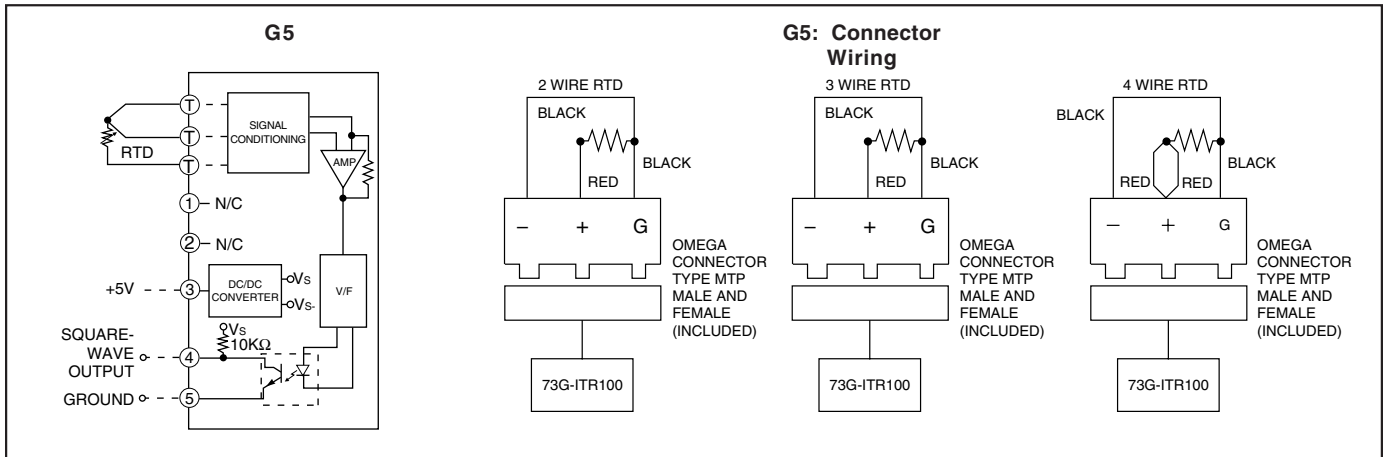 G5
T
T
T
RTD
SIGNAL
CONDITIONING
AMP
1
N/C
2
N/C
+5V
3
DC/DC
CONVERTER
VS
VS-
V/F
VS
10KΩ
SQUARE-
WAVE
OUTPUT
4
GROUND
5
G5: Connector
Wiring
2 WIRE RTD
BLACK
BLACK
RED
– + G
OMEGA
CONNECTOR
TYPE MTP
MALE AND
FEMALE
(INCLUDED)
73G-ITR100
3 WIRE RTD
BLACK
BLACK
RED
– + G
OMEGA
CONNECTOR
TYPE MTP
MALE AND
FEMALE
(INCLUDED)
73G-ITR100
4 WIRE RTD
BLACK
BLACK
RED RED
– + G
OMEGA
CONNECTOR
TYPE MTP
MALE AND
FEMALE
(INCLUDED)
73G-ITR100